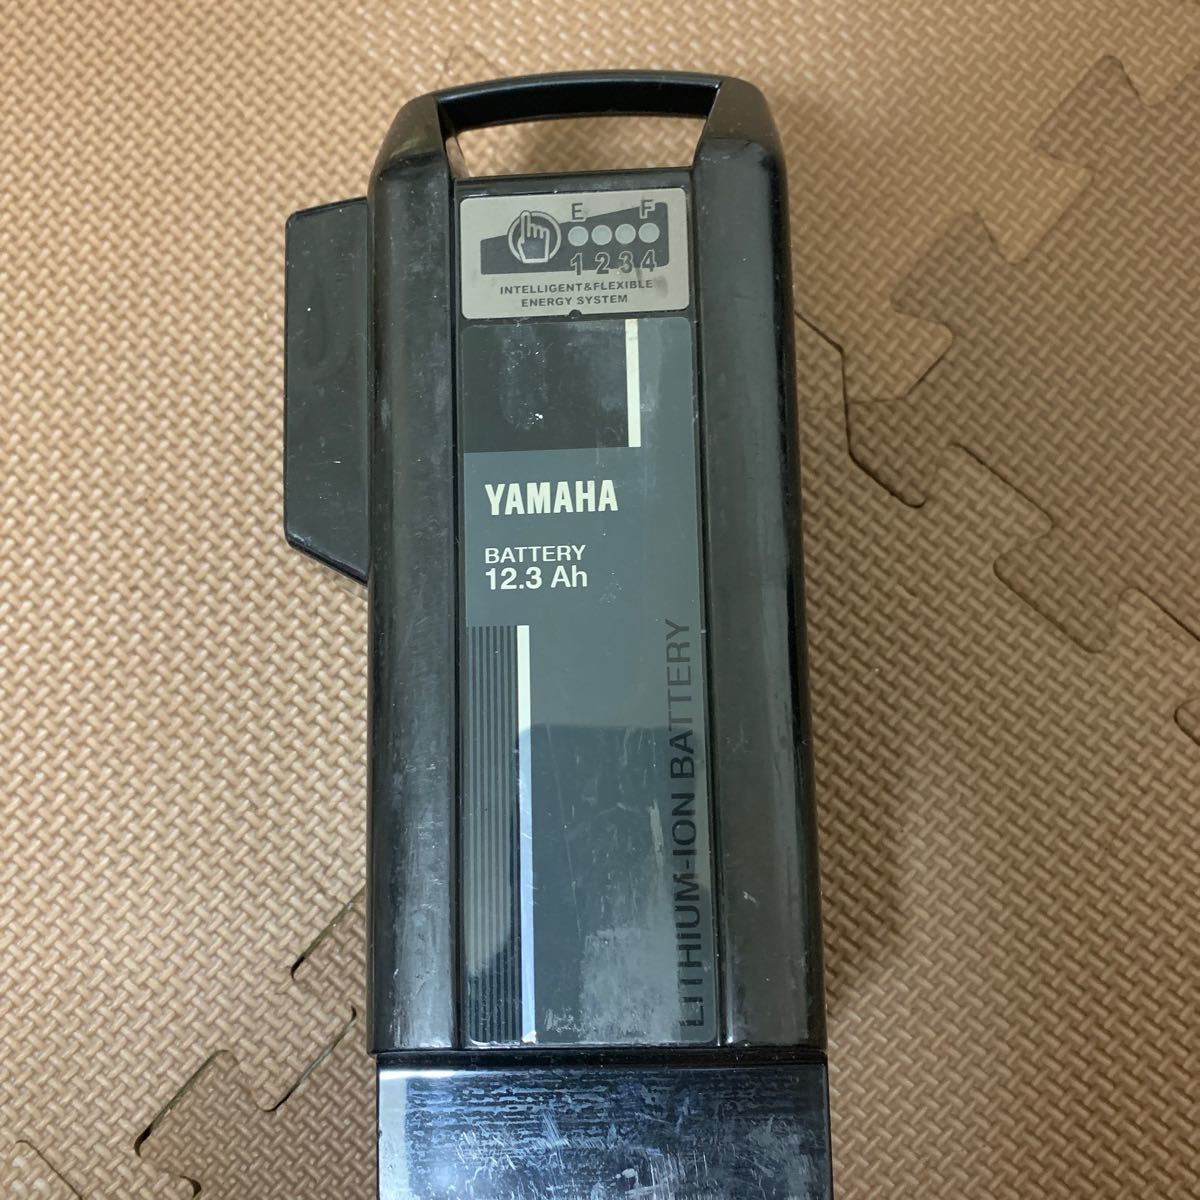 E F
1 2 3 4
INTELLIGENT&FLEXIBLE
ENERGY SYSTEM
YAMAHA
BATTERY
12.3 Ah
LITHIUM-ION BATTERY